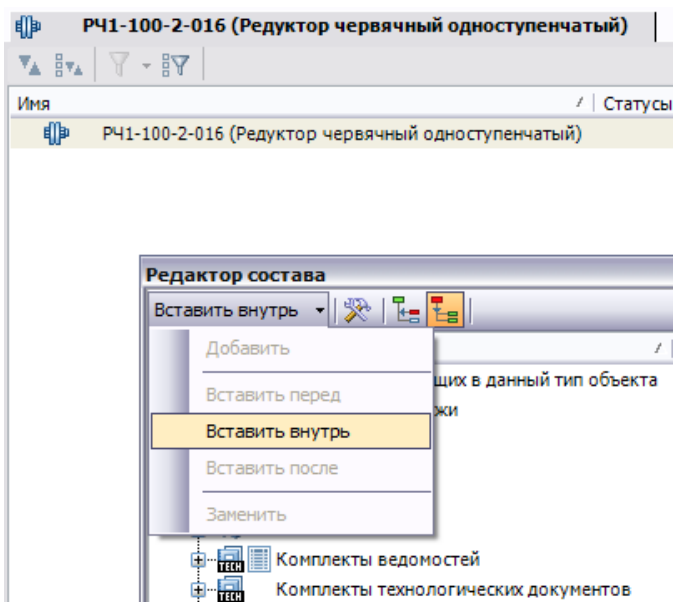 РЧ1-100-2-016 (Редуктор червячный одноступенчатый)
Имя / Статусы
РЧ1-100-2-016 (Редуктор червячный одноступенчатый)
Редактор состава
Вставить внутрь
Добавить
/
щих в данный тип объекта
Вставить перед
жи
Вставить внутрь
Вставить после
Заменить
TECH Комплекты ведомостей
TECH Комплекты технологических документов